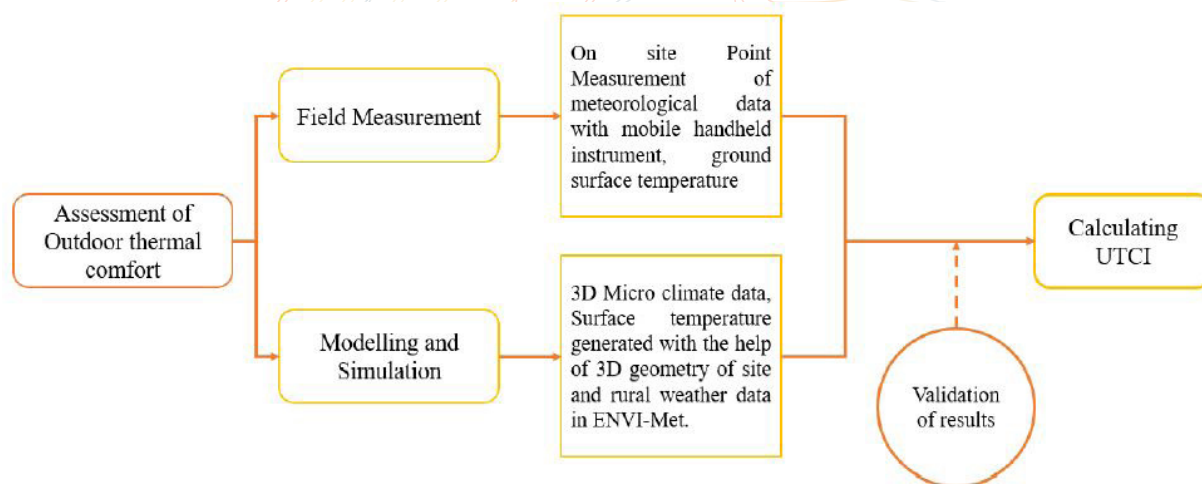 Assessment of
Outdoor thermal
comfort
Field Measurement
On site Point
Measurement of
meteorological data
with mobile handheld
instrument, ground
surface temperature
Modelling and
Simulation
3D Micro climate data,
Surface temperature
generated with the help
of 3D geometry of site
and rural weather data
in ENVI-Met.
Validation
of results
Calculating
UTCI